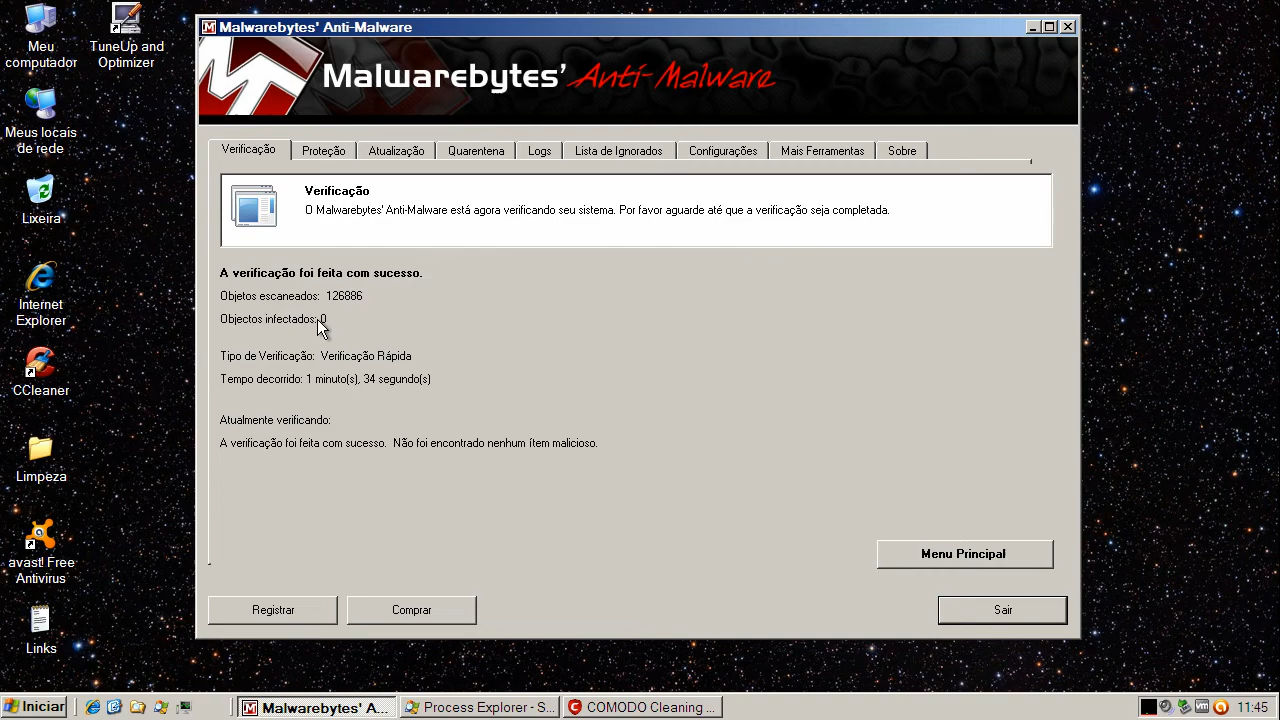 Meu computador
TuneUp and Optimizer
Meus locais de rede
Lixeira
Internet Explorer
CCleaner
Limpeza
avast! Free Antivirus
Links
Malwarebytes' Anti-Malware
Malwarebytes' Anti-Malware
Verificação
Proteção
Atualização
Quarentena
Logs
Lista de Ignorados
Configurações
Mais Ferramentas
Sobre
Verificação
O Malwarebytes' Anti-Malware está agora verificando seu sistema. Por favor aguarde até que a verificação seja completada.
A verificação foi feita com sucesso.
Objetos escaneados: 126886
Objectos infectados: 0
Tipo de Verificação: Verificação Rápida
Tempo decorrido: 1 minuto(s), 34 segundo(s)
Atualmente verificando:
A verificação foi feita com sucesso. Não foi encontrado nenhum ítem malicioso.
Menu Principal
Registrar
Comprar
Sair
Iniciar
Malwarebytes' A...
Process Explorer - S...
COMODO Cleaning ...
11:45